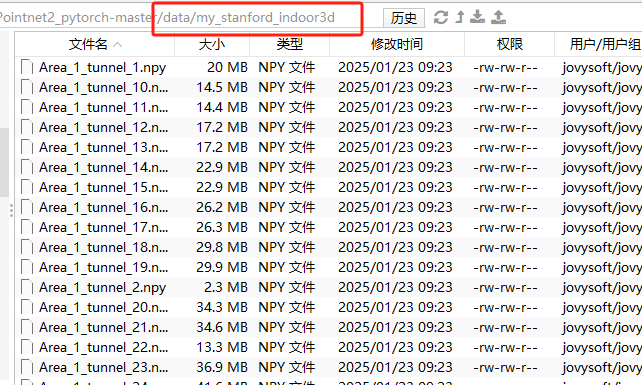 Pointnet2_pytorch-master/data/my_stanford_indoor3d 历史
文件名 大小 类型 修改时间 权限 用户/用户组
Area_1_tunnel_1.npy 20 MB NPY 文件 2025/01/23 09:23 -rw-rw-r-- jovysoft/jovy
Area_1_tunnel_10.n... 14.5 MB NPY 文件 2025/01/23 09:23 -rw-rw-r-- jovysoft/jovy
Area_1_tunnel_11.n... 14.4 MB NPY 文件 2025/01/23 09:23 -rw-rw-r-- jovysoft/jovy
Area_1_tunnel_12.n... 17.2 MB NPY 文件 2025/01/23 09:23 -rw-rw-r-- jovysoft/jovy
Area_1_tunnel_13.n... 17.2 MB NPY 文件 2025/01/23 09:23 -rw-rw-r-- jovysoft/jovy
Area_1_tunnel_14.n... 22.9 MB NPY 文件 2025/01/23 09:23 -rw-rw-r-- jovysoft/jovy
Area_1_tunnel_15.n... 22.9 MB NPY 文件 2025/01/23 09:23 -rw-rw-r-- jovysoft/jovy
Area_1_tunnel_16.n... 26.2 MB NPY 文件 2025/01/23 09:23 -rw-rw-r-- jovysoft/jovy
Area_1_tunnel_17.n... 26.3 MB NPY 文件 2025/01/23 09:23 -rw-rw-r-- jovysoft/jovy
Area_1_tunnel_18.n... 29.8 MB NPY 文件 2025/01/23 09:23 -rw-rw-r-- jovysoft/jovy
Area_1_tunnel_19.n... 29.9 MB NPY 文件 2025/01/23 09:23 -rw-rw-r-- jovysoft/jovy
Area_1_tunnel_2.npy 2.3 MB NPY 文件 2025/01/23 09:23 -rw-rw-r-- jovysoft/jovy
Area_1_tunnel_20.n... 34.3 MB NPY 文件 2025/01/23 09:23 -rw-rw-r-- jovysoft/jovy
Area_1_tunnel_21.n... 34.6 MB NPY 文件 2025/01/23 09:23 -rw-rw-r-- jovysoft/jovy
Area_1_tunnel_22.n... 13.3 MB NPY 文件 2025/01/23 09:23 -rw-rw-r-- jovysoft/jovy
Area_1_tunnel_23.n... 36.9 MB NPY 文件 2025/01/23 09:23 -rw-rw-r-- jovysoft/jovy